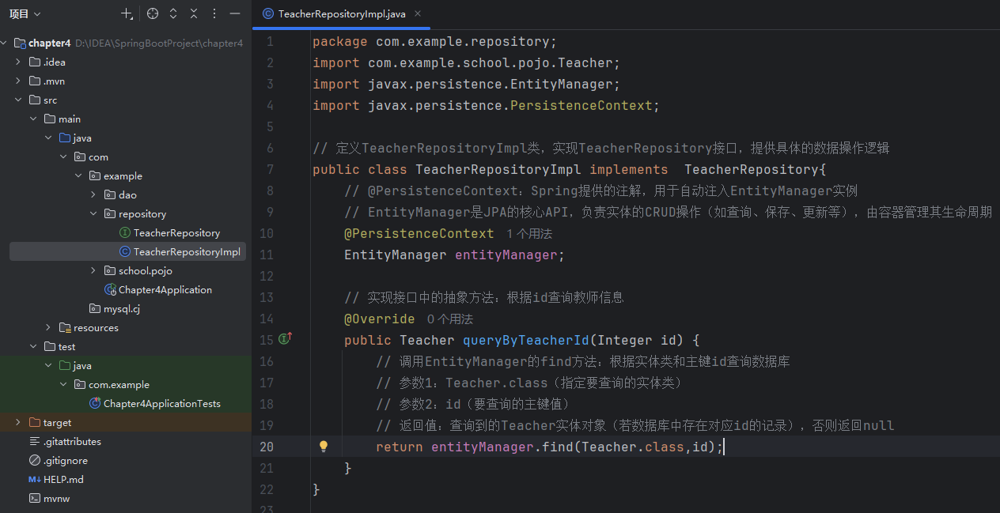 项目
chapter4 D:\IDEA\SpringBootProject\chapter4
.idea
.mvn
src
main
java
com
example
dao
repository
TeacherRepository
TeacherRepositoryImpl
school.pojo
Chapter4Application
mysql.cj
resources
test
java
com.example
Chapter4ApplicationTests
target
.gitattributes
.gitignore
M↓ HELP.md
mvnw
TeacherRepositoryImpl.java
1 package com.example.repository;
2 import com.example.school.pojo.Teacher;
3 import javax.persistence.EntityManager;
4 import javax.persistence.PersistenceContext;
5
6 // 定义TeacherRepositoryImpl类，实现TeacherRepository接口，提供具体的数据操作逻辑
7 public class TeacherRepositoryImpl implements  TeacherRepository{
8 // @PersistenceContext：Spring提供的注解，用于自动注入EntityManager实例
9 // EntityManager是JPA的核心API，负责实体的CRUD操作（如查询、保存、更新等），由容器管理其生命周期
10 @PersistenceContext 1 个用法
11 EntityManager entityManager;
12
13 // 实现接口中的抽象方法：根据id查询教师信息
14 @Override 0 个用法
15 public Teacher queryByTeacherId(Integer id) {
16 // 调用EntityManager的find方法：根据实体类和主键id查询数据库
17 // 参数1：Teacher.class（指定要查询的实体类）
18 // 参数2：id（要查询的主键值）
19 // 返回值：查询到的Teacher实体对象（若数据库中存在对应id的记录），否则返回null
20 return entityManager.find(Teacher.class,id);
21 }
22 }
23